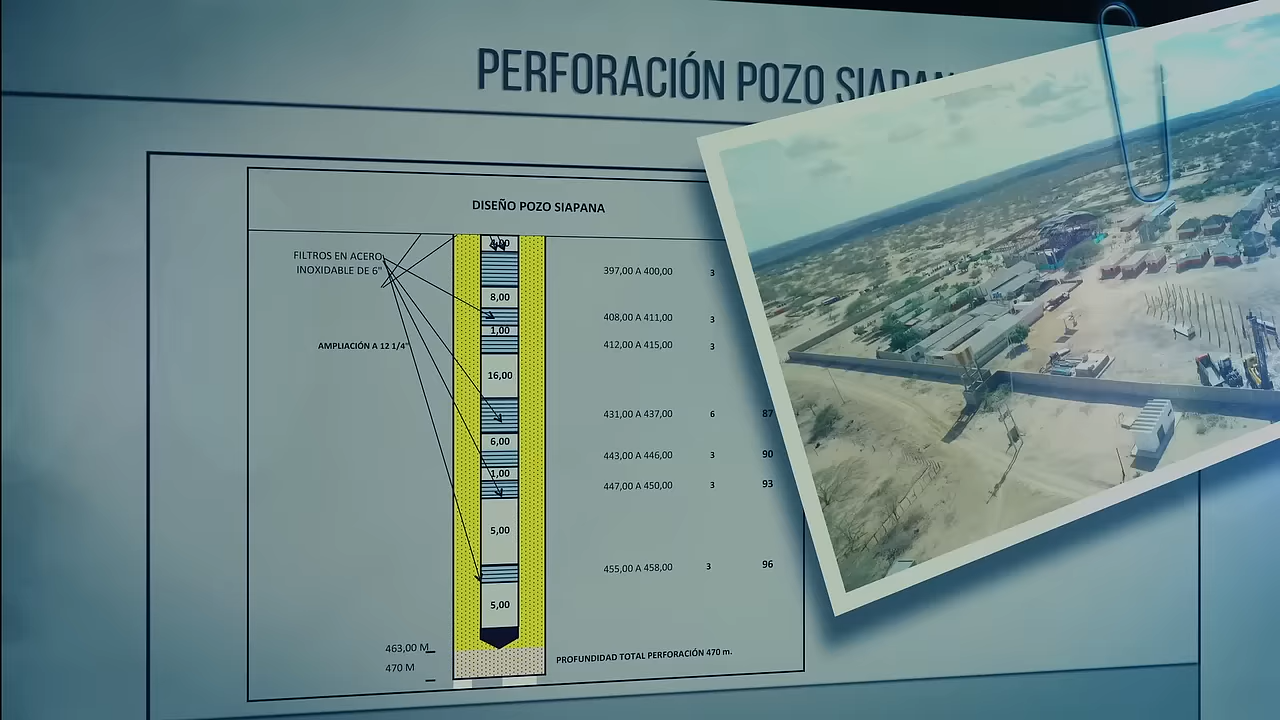 PERFORACIÓN POZO
DISEÑO POZO SIAPANA
FILTROS EN ACERO
INOXIDABLE DE 6"
397,00 A 400,00 3
8,00
408,00 A 411,00 3
1,00
AMPLIACIÓN A 12 1/4"
412,00 A 415,00 3
16,00
431,00 A 437,00 6 87
6,00
443,00 A 446,00 3 90
1,00
447,00 A 450,00 3 93
5,00
455,00 A 458,00 3 96
5,00
463,00 M
470 M
PROFUNDIDAD TOTAL PERFORACIÓN 470 m.